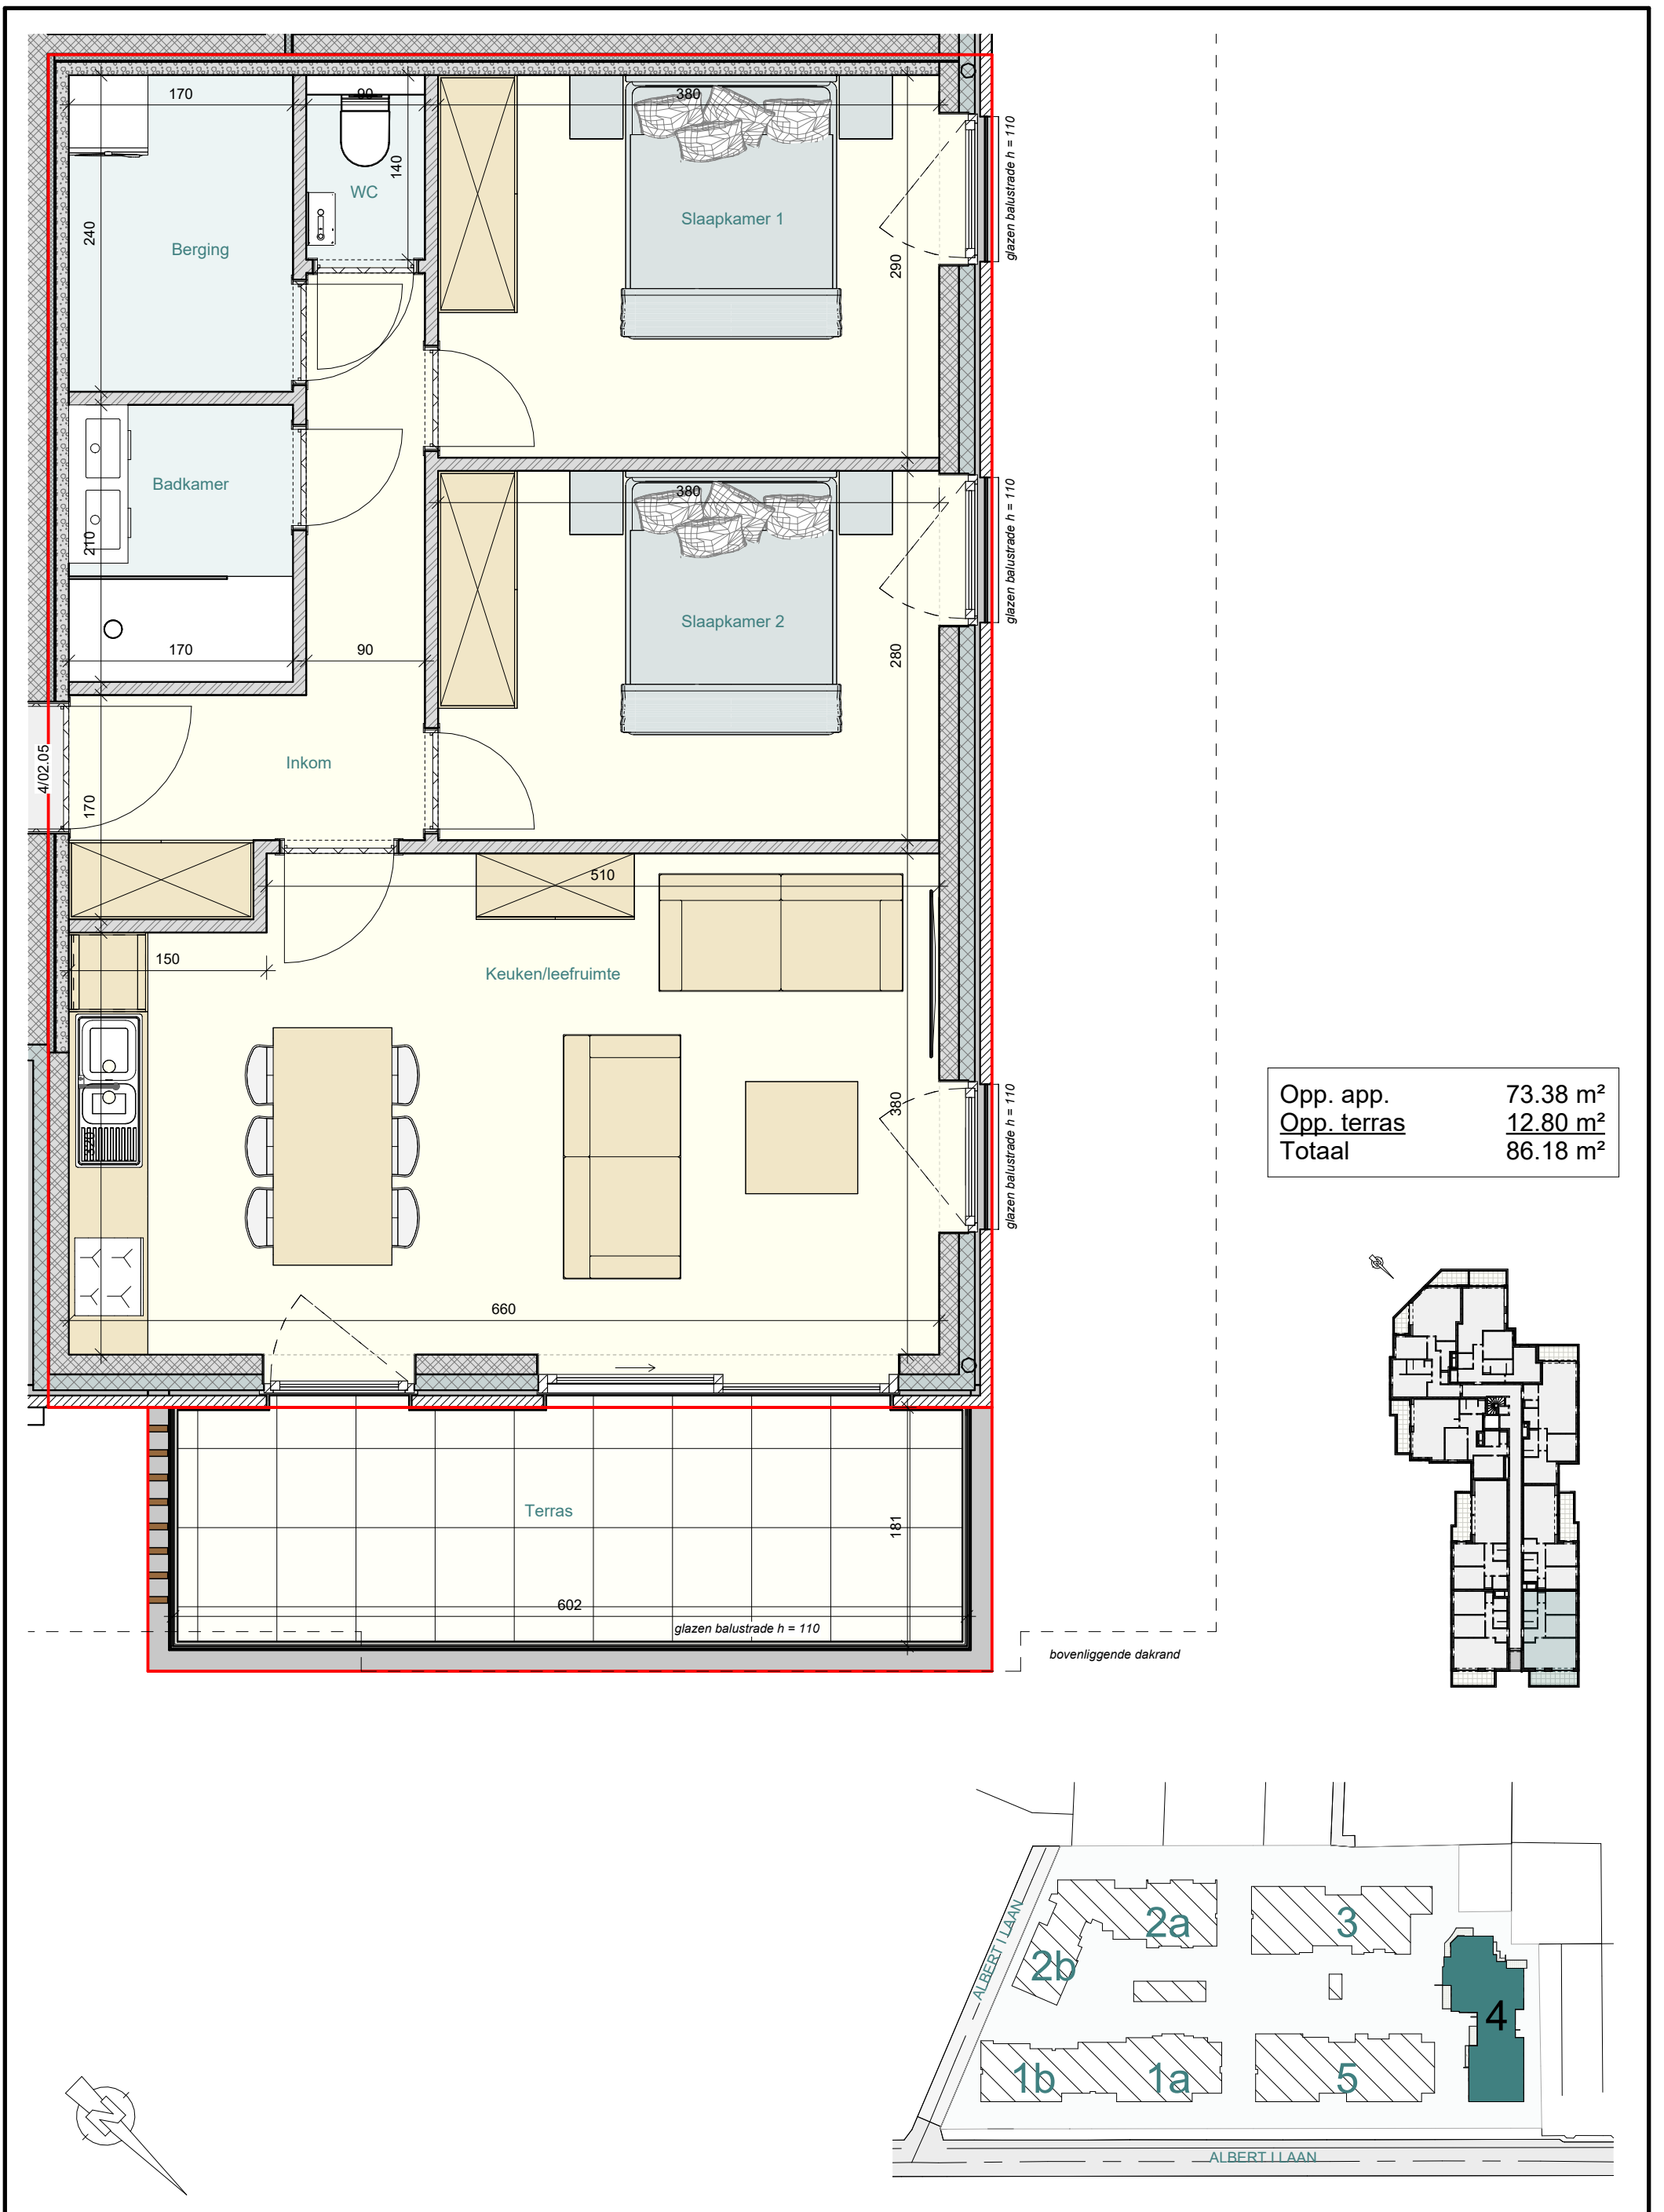 170
90
380
140
240
WC
Berging
Slaapkamer 1
290
glazen balustrade h = 110
380
Badkamer
210
Slaapkamer 2
280
glazen balustrade h = 110
170
90
4/02.05
Inkom
170
510
150
Keuken/leefruimte
320
380
glazen balustrade h = 110
660
Opp. app. 73.38 m²
Opp. terras 12.80 m²
Totaal 86.18 m²
Terras
181
602
glazen balustrade h = 110
bovenliggende dakrand
N
ALBERT I LAAN
2a
3
2b
4
1b
1a
5
ALBERT I LAAN
N